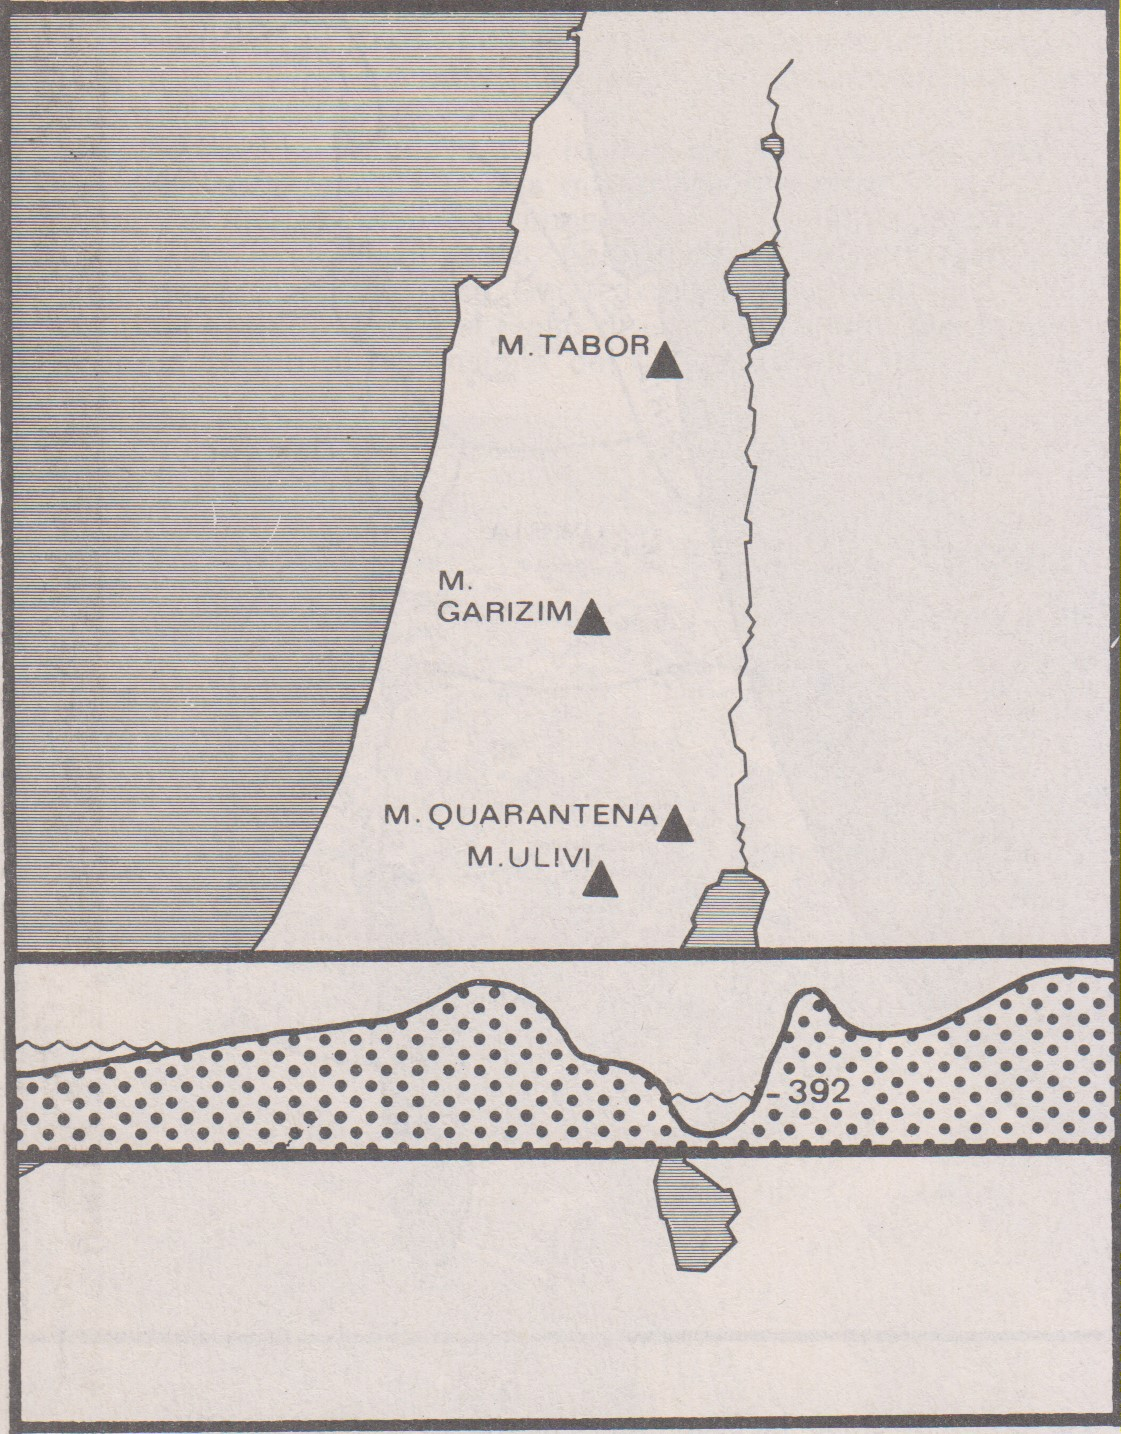 M. TABOR
M.
GARIZIM
M. QUARANTENA
M. ULIVI
- 392